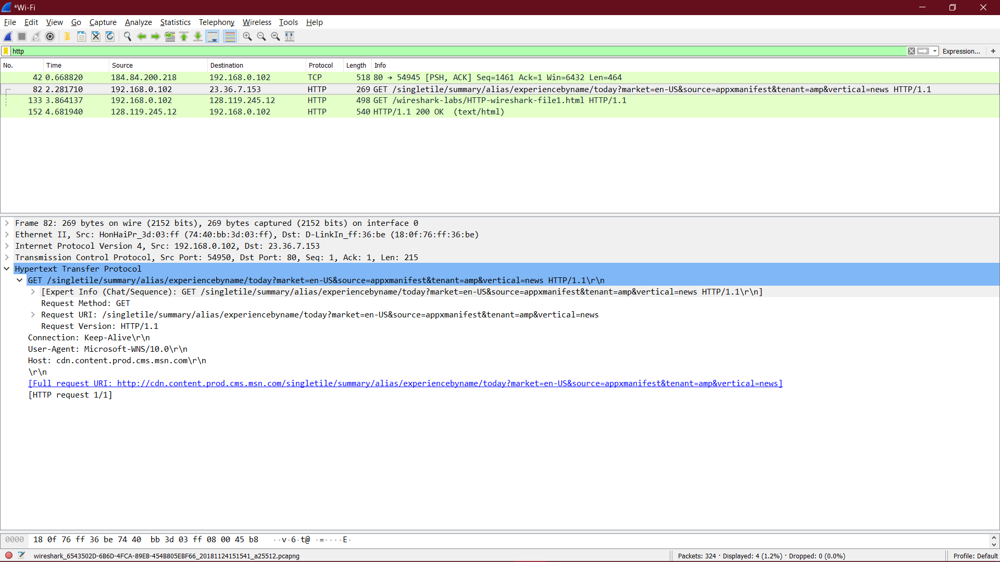 *Wi-Fi
File Edit View Go Capture Analyze Statistics Telephony Wireless Tools Help
http Expression... +
No. Time Source Destination Protocol Length Info
42 0.668820 184.84.200.218 192.168.0.102 TCP 518 80 → 54945 [PSH, ACK] Seq=1461 Ack=1 Win=6432 Len=464
82 2.281710 192.168.0.102 23.36.7.153 HTTP 269 GET /singletile/summary/alias/experiencebyname/today?market=en-US&source=appxmanifest&tenant=amp&vertical=news HTTP/1.1
133 3.864137 192.168.0.102 128.119.245.12 HTTP 498 GET /wireshark-labs/HTTP-wireshark-file1.html HTTP/1.1
152 4.681940 128.119.245.12 192.168.0.102 HTTP 540 HTTP/1.1 200 OK (text/html)
Frame 82: 269 bytes on wire (2152 bits), 269 bytes captured (2152 bits) on interface 0
Ethernet II, Src: HonHaiPr_3d:03:ff (74:40:bb:3d:03:ff), Dst: D-LinkIn_ff:36:be (18:0f:76:ff:36:be)
Internet Protocol Version 4, Src: 192.168.0.102, Dst: 23.36.7.153
Transmission Control Protocol, Src Port: 54950, Dst Port: 80, Seq: 1, Ack: 1, Len: 215
Hypertext Transfer Protocol
GET /singletile/summary/alias/experiencebyname/today?market=en-US&source=appxmanifest&tenant=amp&vertical=news HTTP/1.1\r\n
[Expert Info (Chat/Sequence): GET /singletile/summary/alias/experiencebyname/today?market=en-US&source=appxmanifest&tenant=amp&vertical=news HTTP/1.1\r\n]
Request Method: GET
Request URI: /singletile/summary/alias/experiencebyname/today?market=en-US&source=appxmanifest&tenant=amp&vertical=news
Request Version: HTTP/1.1
Connection: Keep-Alive\r\n
User-Agent: Microsoft-WNS/10.0\r\n
Host: cdn.content.prod.cms.msn.com\r\n
\r\n
[Full request URI: http://cdn.content.prod.cms.msn.com/singletile/summary/alias/experiencebyname/today?market=en-US&source=appxmanifest&tenant=amp&vertical=news]
[HTTP request 1/1]
0000 18 0f 76 ff 36 be 74 40 bb 3d 03 ff 08 00 45 b8 ··v·6·t@ ·=····E·
wireshark_6543502D-6B6D-4FCA-89EB-454B805EBF66_20181124151541_a25512.pcapng Packets: 324 · Displayed: 4 (1.2%) · Dropped: 0 (0.0%) Profile: Default